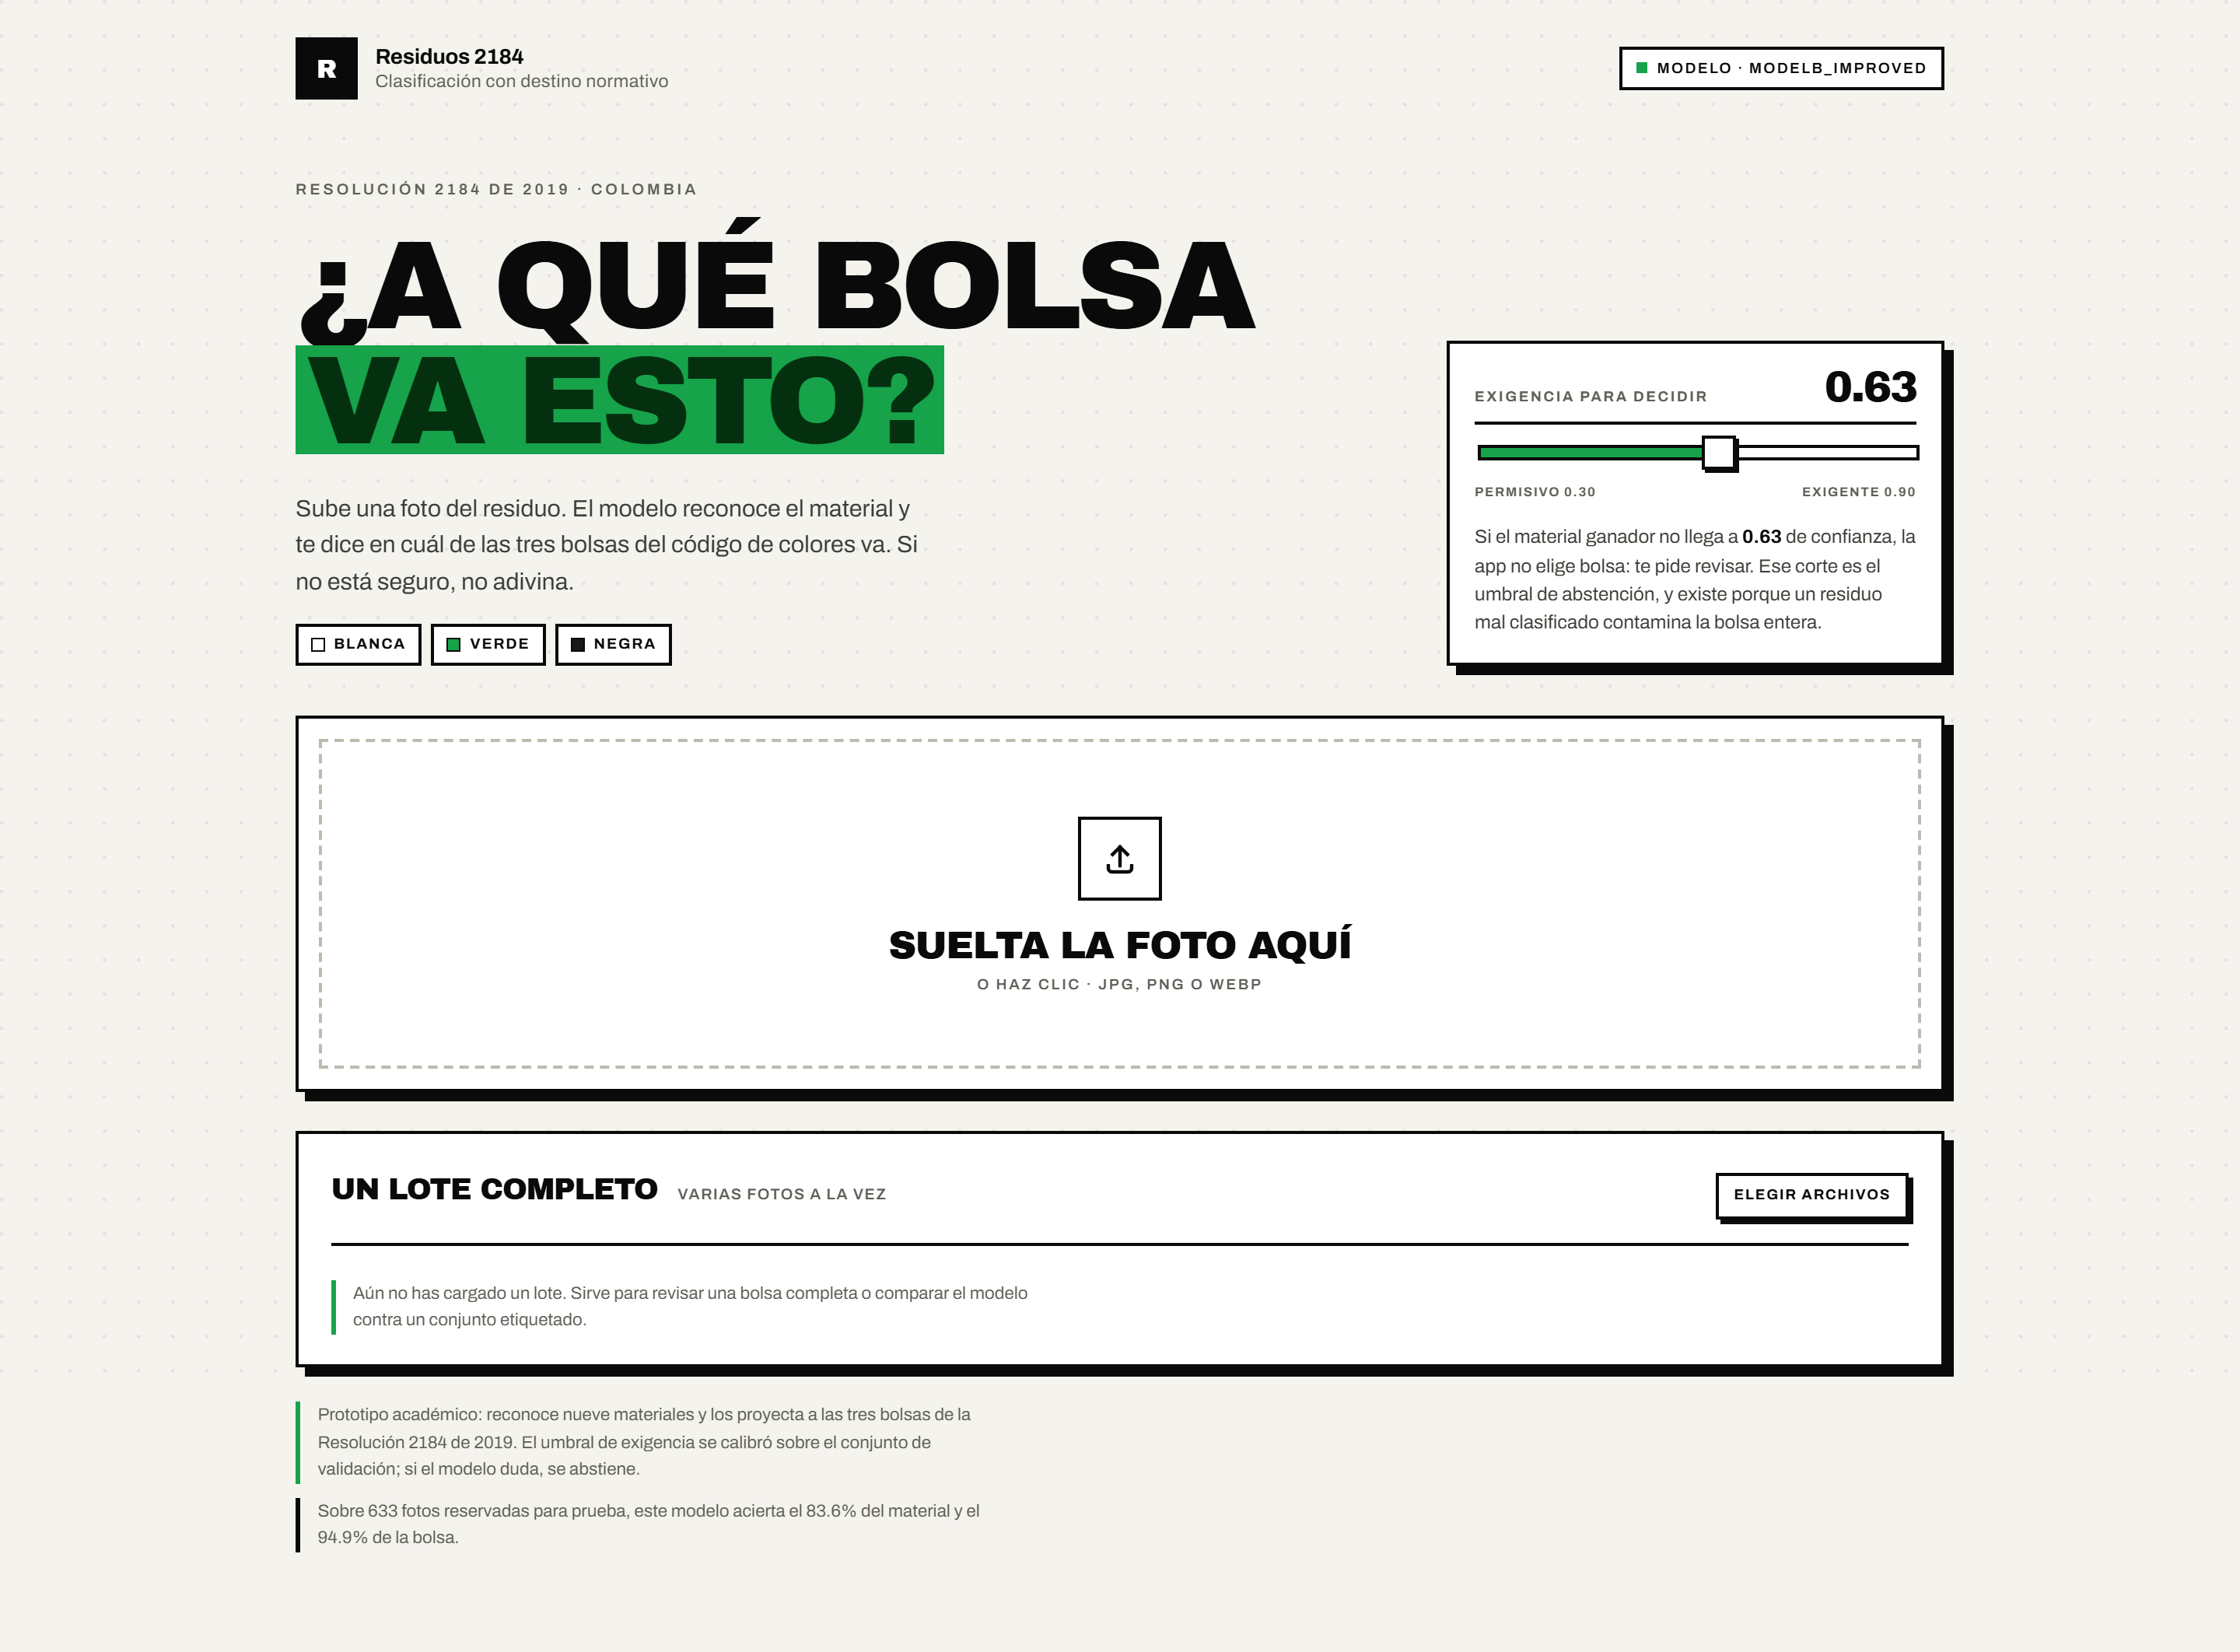 R
Residuos 2184
Clasificación con destino normativo
MODELO · MODELB_IMPROVED
RESOLUCIÓN 2184 DE 2019 · COLOMBIA
¿A QUÉ BOLSA
VA ESTO?
Sube una foto del residuo. El modelo reconoce el material y
te dice en cuál de las tres bolsas del código de colores va. Si
no está seguro, no adivina.
BLANCA
VERDE
NEGRA
EXIGENCIA PARA DECIDIR
0.63
PERMISIVO 0.30
EXIGENTE 0.90
Si el material ganador no llega a 0.63 de confianza, la
app no elige bolsa: te pide revisar. Ese corte es el
umbral de abstención, y existe porque un residuo
mal clasificado contamina la bolsa entera.
SUELTA LA FOTO AQUÍ
O HAZ CLIC · JPG, PNG O WEBP
UN LOTE COMPLETO
VARIAS FOTOS A LA VEZ
ELEGIR ARCHIVOS
Aún no has cargado un lote. Sirve para revisar una bolsa completa o comparar el modelo
contra un conjunto etiquetado.
Prototipo académico: reconoce nueve materiales y los proyecta a las tres bolsas de la
Resolución 2184 de 2019. El umbral de exigencia se calibró sobre el conjunto de
validación; si el modelo duda, se abstiene.
Sobre 633 fotos reservadas para prueba, este modelo acierta el 83.6% del material y el
94.9% de la bolsa.